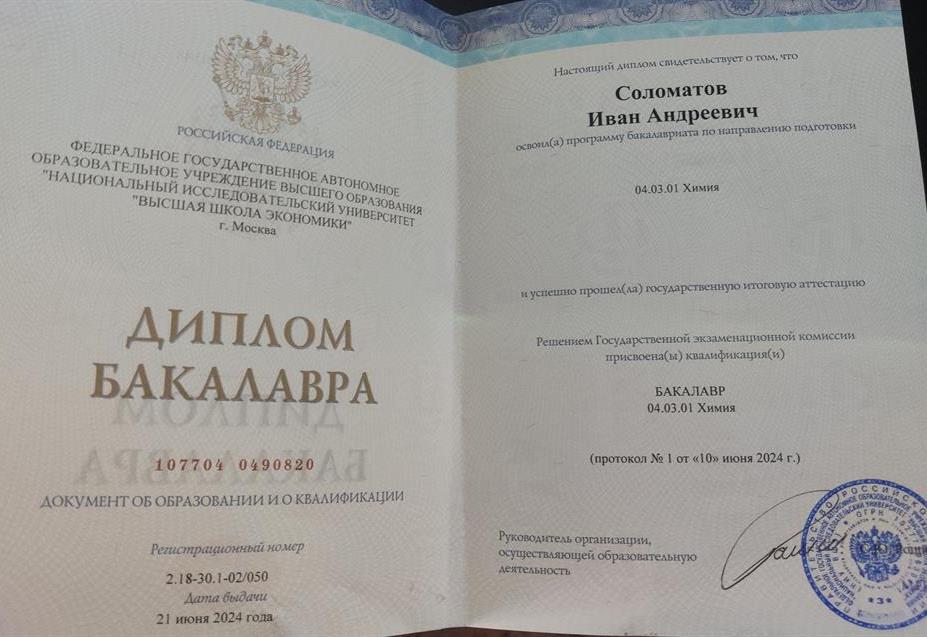 РОССИЙСКАЯ ФЕДЕРАЦИЯ
ФЕДЕРАЛЬНОЕ ГОСУДАРСТВЕННОЕ АВТОНОМНОЕ
ОБРАЗОВАТЕЛЬНОЕ УЧРЕЖДЕНИЕ ВЫСШЕГО ОБРАЗОВАНИЯ
"НАЦИОНАЛЬНЫЙ ИССЛЕДОВАТЕЛЬСКИЙ УНИВЕРСИТЕТ
"ВЫСШАЯ ШКОЛА ЭКОНОМИКИ"
г. Москва
ДИПЛОМ
БАКАЛАВРА
107704 0490820
ДОКУМЕНТ ОБ ОБРАЗОВАНИИ И О КВАЛИФИКАЦИИ
Регистрационный номер
2.18-30.1-02/050
Дата выдачи
21 июня 2024 года
Настоящий диплом свидетельствует о том, что
Соломатов
Иван Андреевич
освоил(а) программу бакалавриата по направлению подготовки
04.03.01 Химия
и успешно прошел(ла) государственную итоговую аттестацию
Решением Государственной экзаменационной комиссии
присвоена(ы) квалификация(и)
БАКАЛАВР
04.03.01 Химия
(протокол № 1 от «10» июня 2024 г.)
Руководитель организации,
осуществляющей образовательную
деятельность